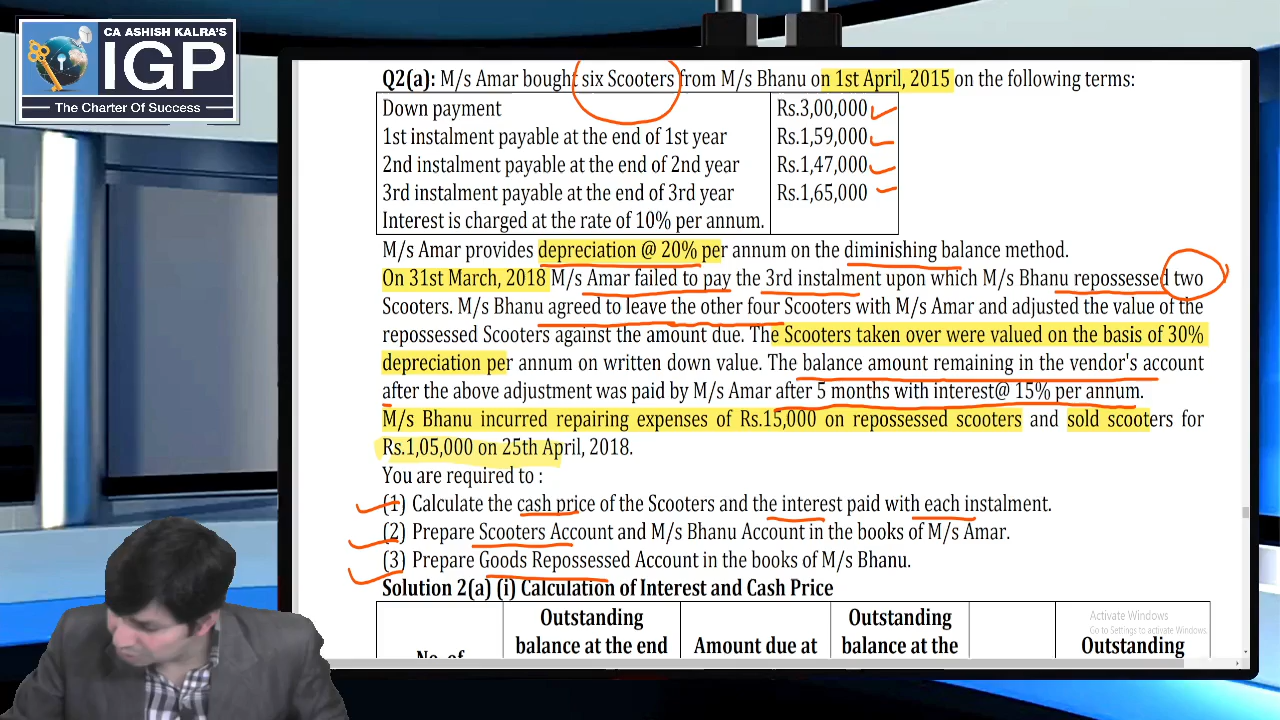 CA ASHISH KALRA'S
IGP
The Charter Of Success
Q2(a): M/s Amar bought six Scooters from M/s Bhanu on 1st April, 2015 on the following terms:
Down payment Rs.3,00,000
1st instalment payable at the end of 1st year Rs.1,59,000
2nd instalment payable at the end of 2nd year Rs.1,47,000
3rd instalment payable at the end of 3rd year Rs.1,65,000
Interest is charged at the rate of 10% per annum.
M/s Amar provides depreciation @ 20% per annum on the diminishing balance method.
On 31st March, 2018 M/s Amar failed to pay the 3rd instalment upon which M/s Bhanu repossessed two
Scooters. M/s Bhanu agreed to leave the other four Scooters with M/s Amar and adjusted the value of the
repossessed Scooters against the amount due. The Scooters taken over were valued on the basis of 30%
depreciation per annum on written down value. The balance amount remaining in the vendor's account
after the above adjustment was paid by M/s Amar after 5 months with interest@ 15% per annum.
M/s Bhanu incurred repairing expenses of Rs.15,000 on repossessed scooters and sold scooters for
Rs.1,05,000 on 25th April, 2018.
You are required to :
(1) Calculate the cash price of the Scooters and the interest paid with each instalment.
(2) Prepare Scooters Account and M/s Bhanu Account in the books of M/s Amar.
(3) Prepare Goods Repossessed Account in the books of M/s Bhanu.
Solution 2(a) (i) Calculation of Interest and Cash Price
Outstanding Outstanding Activate Windows
Go to Settings to activate Windows.
balance at the end Amount due at balance at the Outstanding
No. of